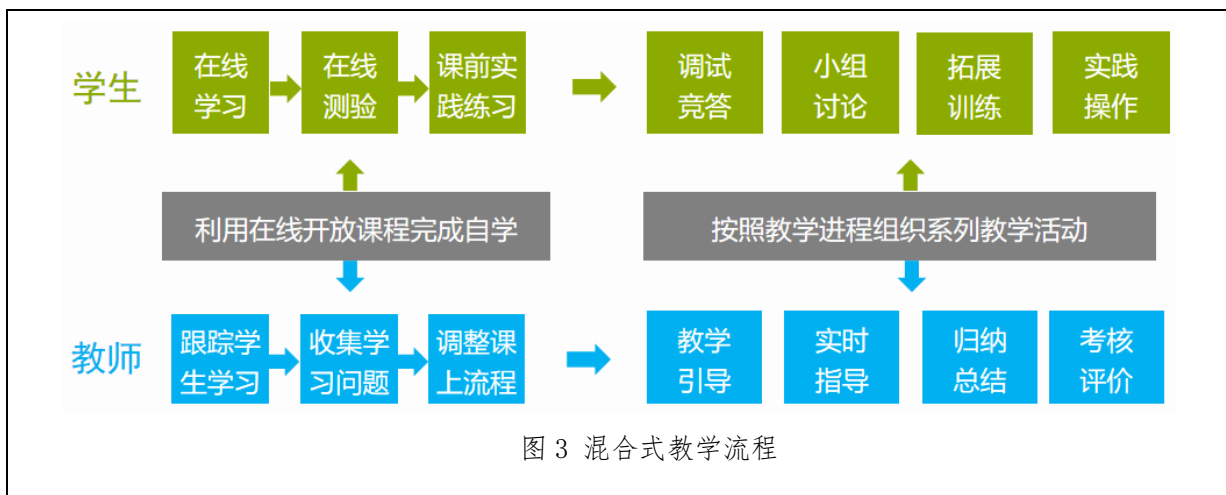 学生
在线
学习
在线
测验
课前实
践练习
调试
竞答
小组
讨论
拓展
训练
实践
操作
利用在线开放课程完成自学
按照教学进程组织系列教学活动
教师
跟踪学
生学习
收集学
习问题
调整课
上流程
教学
引导
实时
指导
归纳
总结
考核
评价
图 3 混合式教学流程